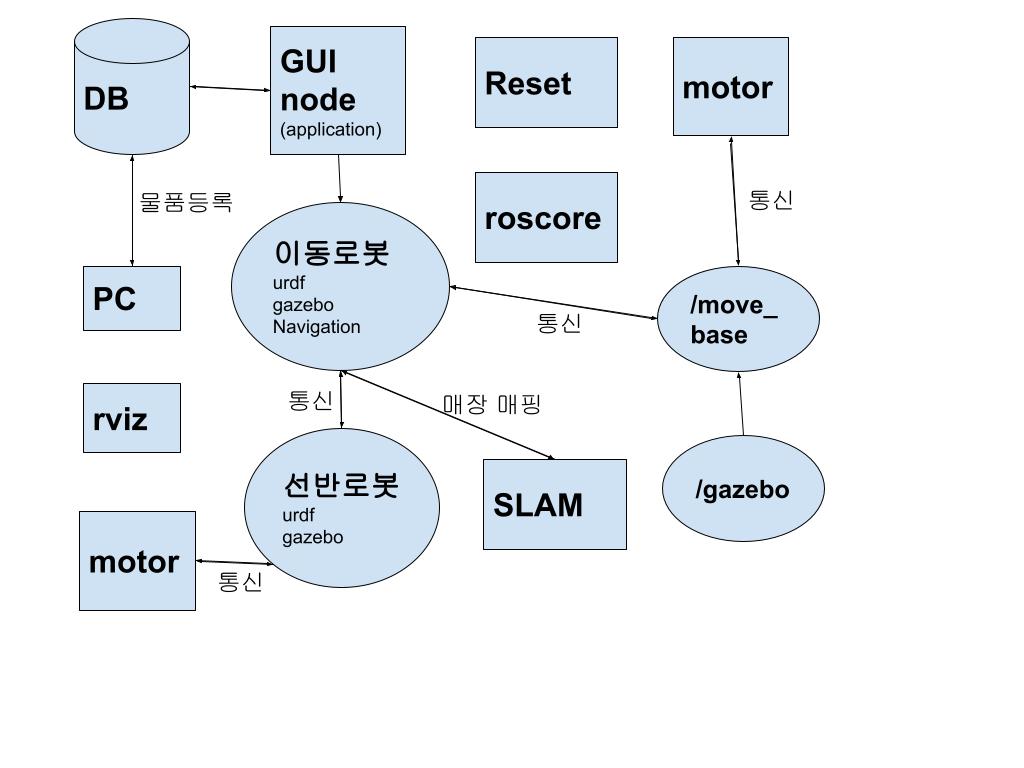 DB
GUI
node
(application)
Reset
motor
물품등록
통신
roscore
이동로봇
urdf
gazebo
Navigation
PC
/move_
base
통신
rviz
통신
매장 매핑
선반로봇
urdf
gazebo
SLAM
/gazebo
motor
통신